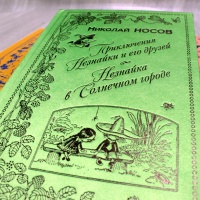 НИКОЛАЙ НОСОВ
Приключения
Незнайки и его друзей
Незнайка
в Солнечном городе